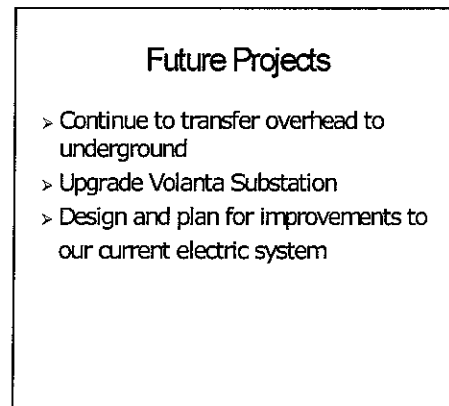 Future Projects
➢ Continue to transfer overhead to
underground
➢ Upgrade Volanta Substation
➢ Design and plan for improvements to
our current electric system